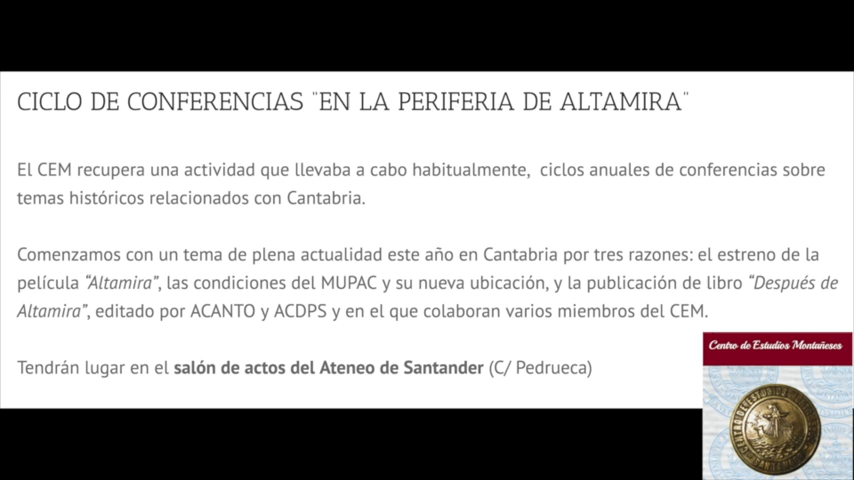 CICLO DE CONFERENCIAS "EN LA PERIFERIA DE ALTAMIRA"
El CEM recupera una actividad que llevaba a cabo habitualmente, ciclos anuales de conferencias sobre
temas históricos relacionados con Cantabria.
Comenzamos con un tema de plena actualidad este año en Cantabria por tres razones: el estreno de la
película “Altamira”, las condiciones del MUPAC y su nueva ubicación, y la publicación de libro “Después de
Altamira”, editado por ACANTO y ACDPS y en el que colaboran varios miembros del CEM.
Tendrán lugar en el salón de actos del Ateneo de Santander (C/ Pedrueca)
Centro de Estudios Montañeses